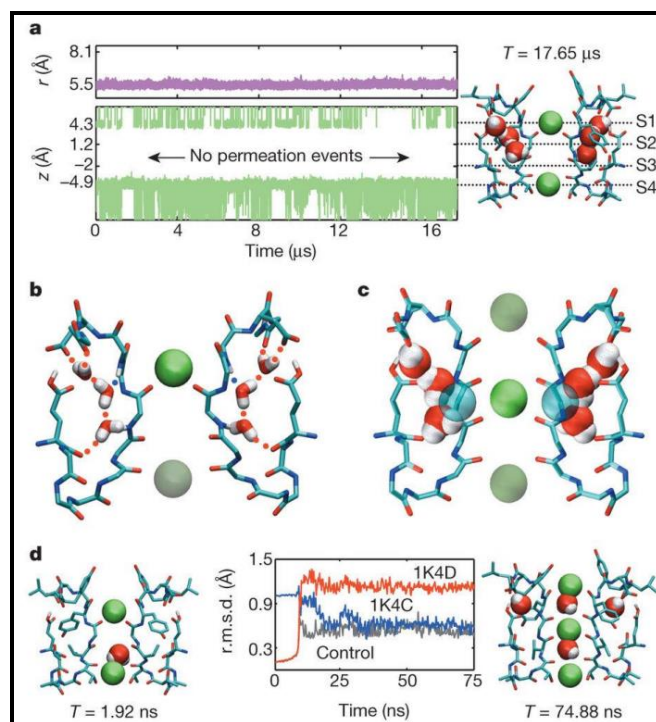 a
r (Å)
8.1
5.5
z (Å)
4.3
1.2
−2
−4.9
No permeation events
0 4 8 12 16
Time (μs)
T = 17.65 μs
S1
S2
S3
S4
b
c
d
T = 1.92 ns
r.m.s.d. (Å)
1.5
0.9
0.3
1K4D
1K4C
Control
0 25 50 75
Time (ns)
T = 74.88 ns